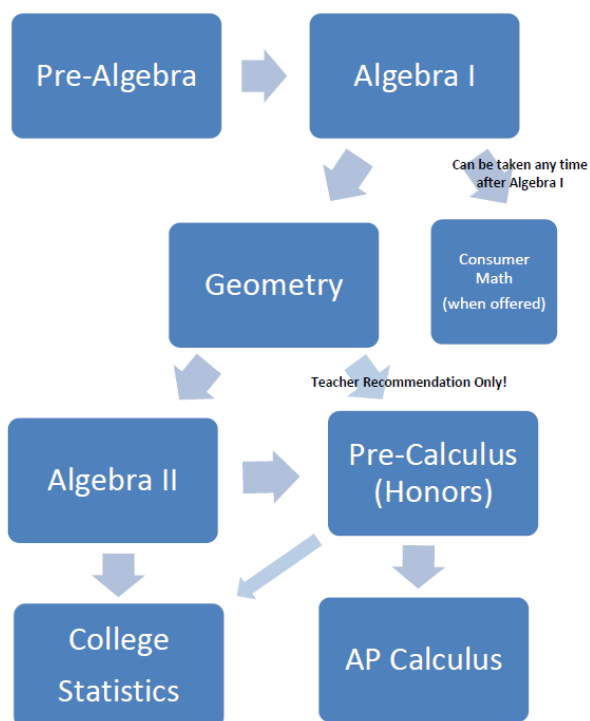 Pre-Algebra
Algebra I
Can be taken any time
after Algebra I
Geometry
Consumer
Math
(when offered)
Teacher Recommendation Only!
Algebra II
Pre-Calculus
(Honors)
College
Statistics
AP Calculus